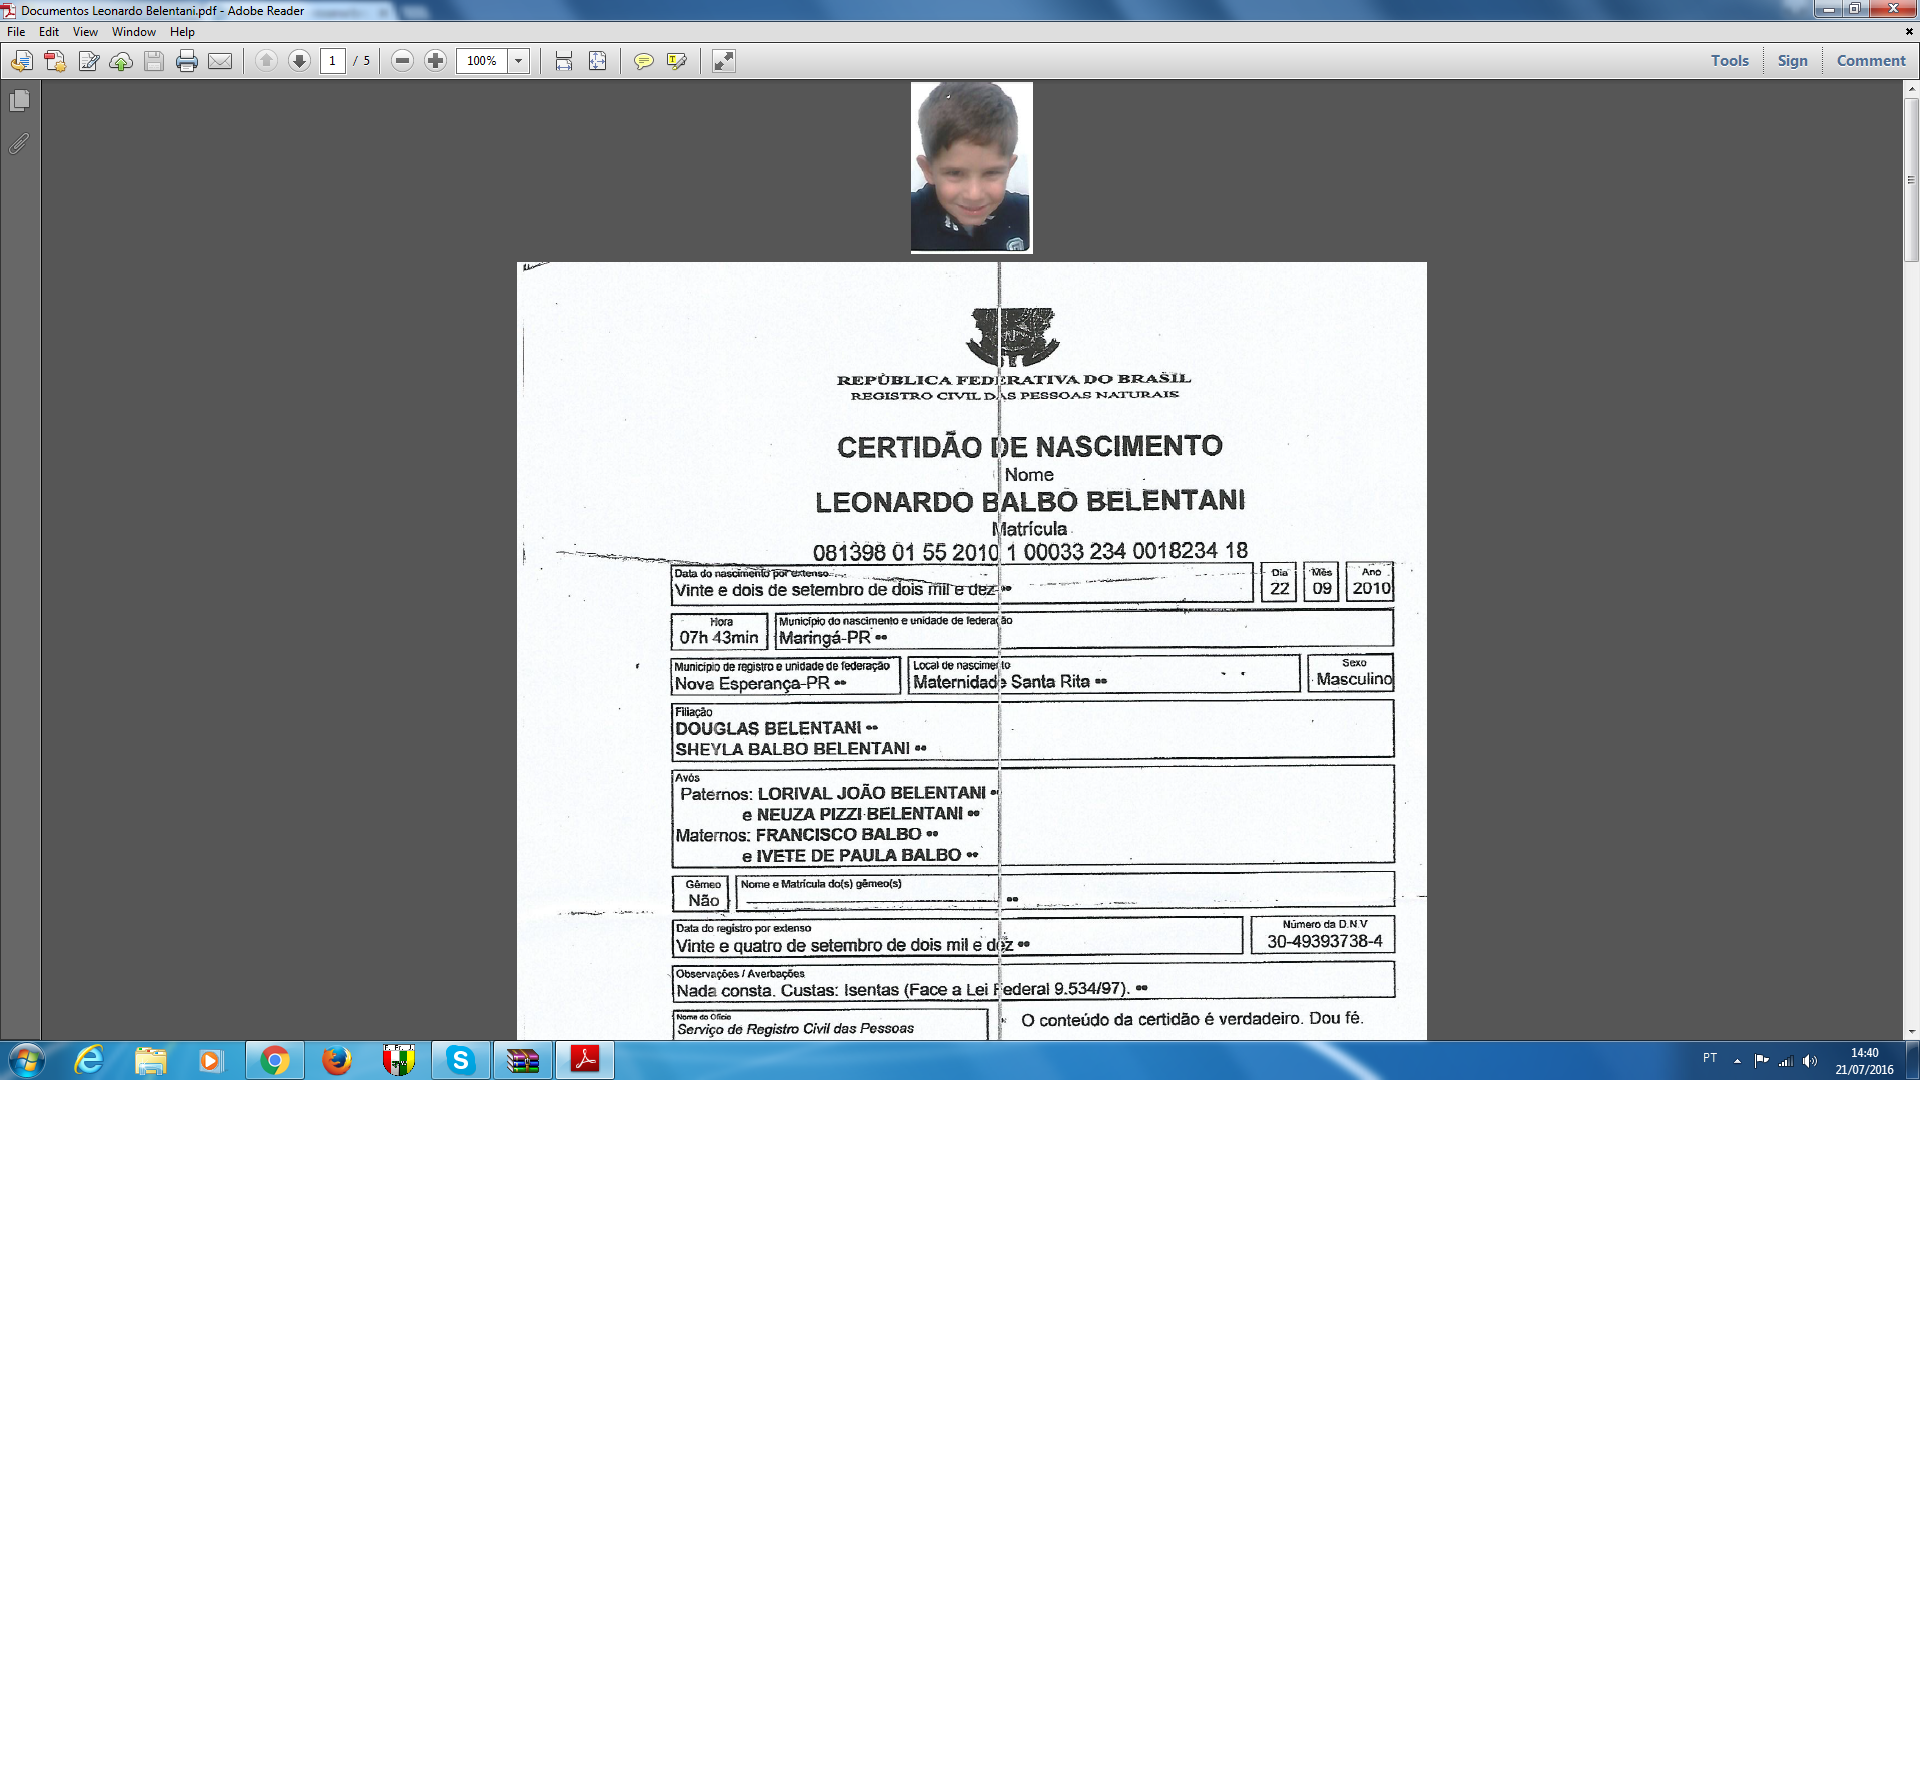 Documentos Leonardo Belentani.pdf - Adobe Reader
File Edit View Window Help
1 / 5 100% Tools Sign Comment
REPÚBLICA FEDERATIVA DO BRASIL
REGISTRO CIVIL DAS PESSOAS NATURAIS
CERTIDÃO DE NASCIMENTO
Nome
LEONARDO BALBO BELENTANI
Matrícula
081398 01 55 2010 1 00033 234 0018234 18
Data do nascimento por extenso Dia Mês Ano
Vinte e dois de setembro de dois mil e dez 22 09 2010
Hora Município do nascimento e unidade de federação
07h 43min Maringá-PR
Município de registro e unidade de federação Local de nascimento Sexo
Nova Esperança-PR Maternidade Santa Rita Masculino
Filiação
DOUGLAS BELENTANI
SHEYLA BALBO BELENTANI
Avós
Paternos: LORIVAL JOÃO BELENTANI
e NEUZA PIZZI BELENTANI
Maternos: FRANCISCO BALBO
e IVETE DE PAULA BALBO
Gêmeo Nome e Matrícula do(s) gêmeo(s)
Não
Data do registro por extenso Número da D.N.V
Vinte e quatro de setembro de dois mil e dez 30-49393738-4
Observações / Averbações
Nada consta. Custas: Isentas (Face a Lei Federal 9.534/97).
Nome do Ofício
Serviço de Registro Civil das Pessoas
O conteúdo da certidão é verdadeiro. Dou fé.
PT 14:40
21/07/2016